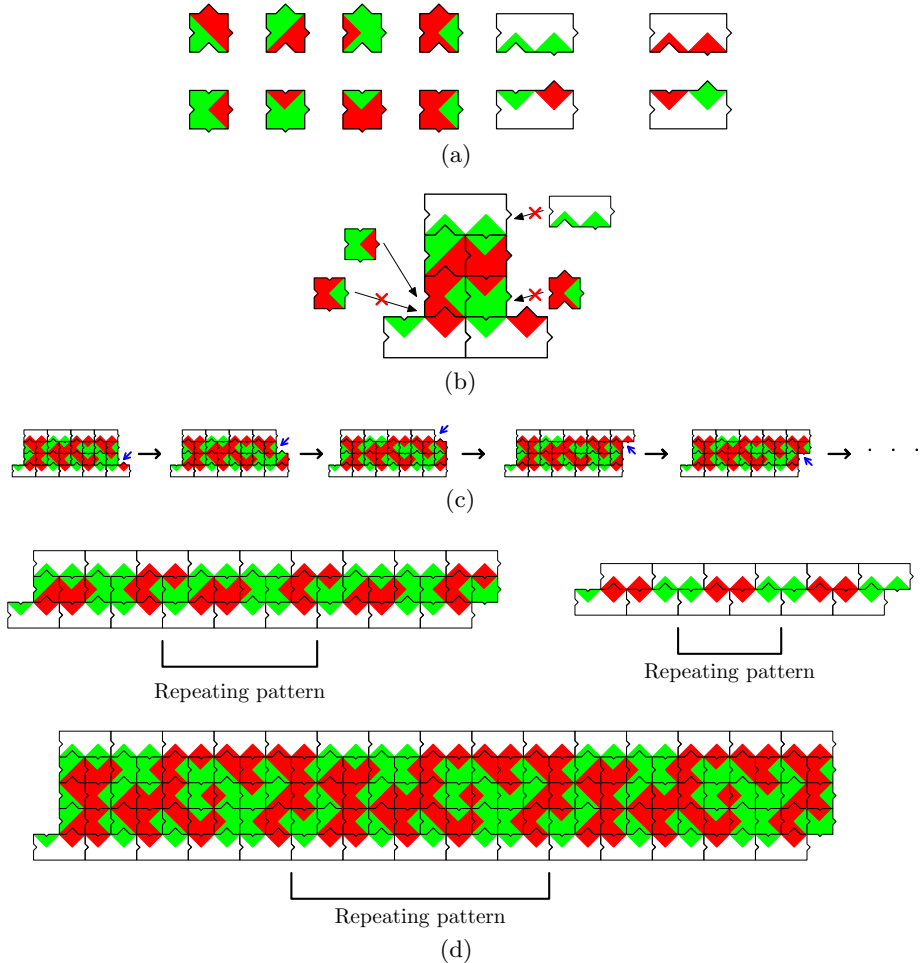 (a)
(b)
(c)
. . .
Repeating pattern
Repeating pattern
Repeating pattern
(d)